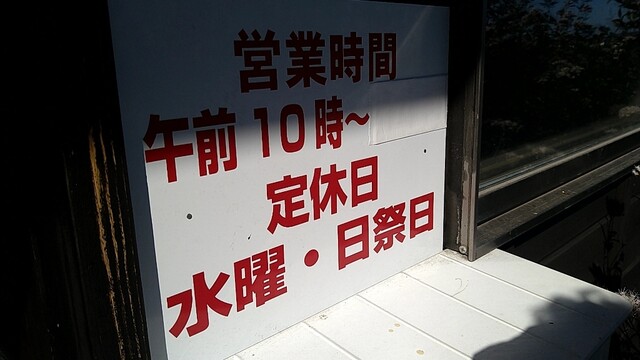 営業時間
午前10時～
定休日
水曜・日祭日